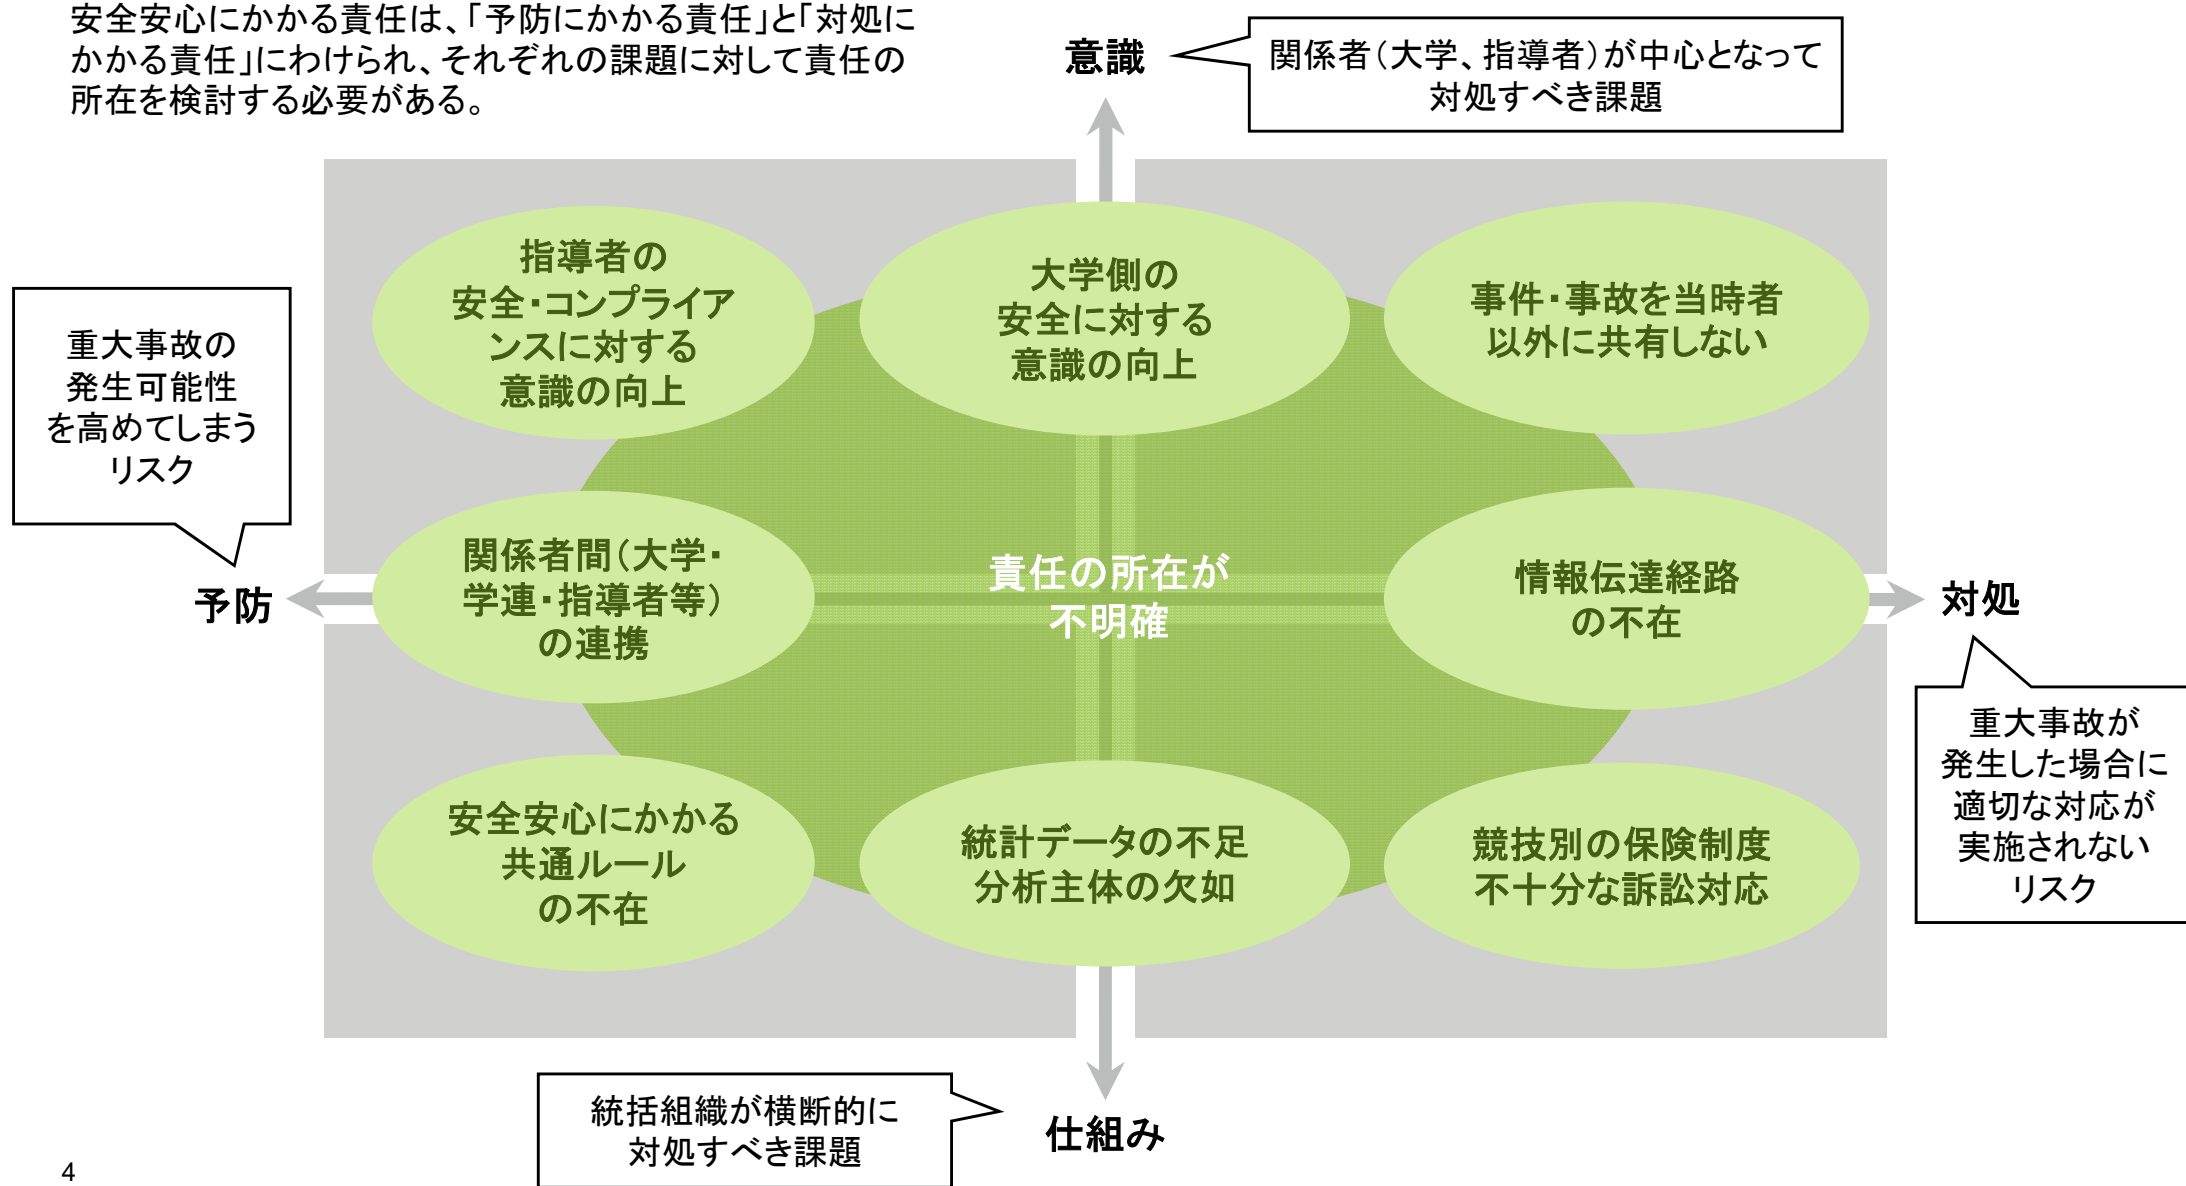 安全安心にかかる責任は、「予防にかかる責任」と「対処に
かかる責任」にわけられ、それぞれの課題に対して責任の
所在を検討する必要がある。
意識
関係者（大学、指導者）が中心となって
対処すべき課題
指導者の
安全・コンプライア
ンスに対する
意識の向上
大学側の
安全に対する
意識の向上
事件・事故を当時者
以外に共有しない
重大事故の
発生可能性
を高めてしまう
リスク
予防
関係者間（大学・
学連・指導者等）
の連携
責任の所在が
不明確
情報伝達経路
の不在
対処
重大事故が
発生した場合に
適切な対応が
実施されない
リスク
安全安心にかかる
共通ルール
の不在
統計データの不足
分析主体の欠如
競技別の保険制度
不十分な訴訟対応
統括組織が横断的に
対処すべき課題
仕組み
4